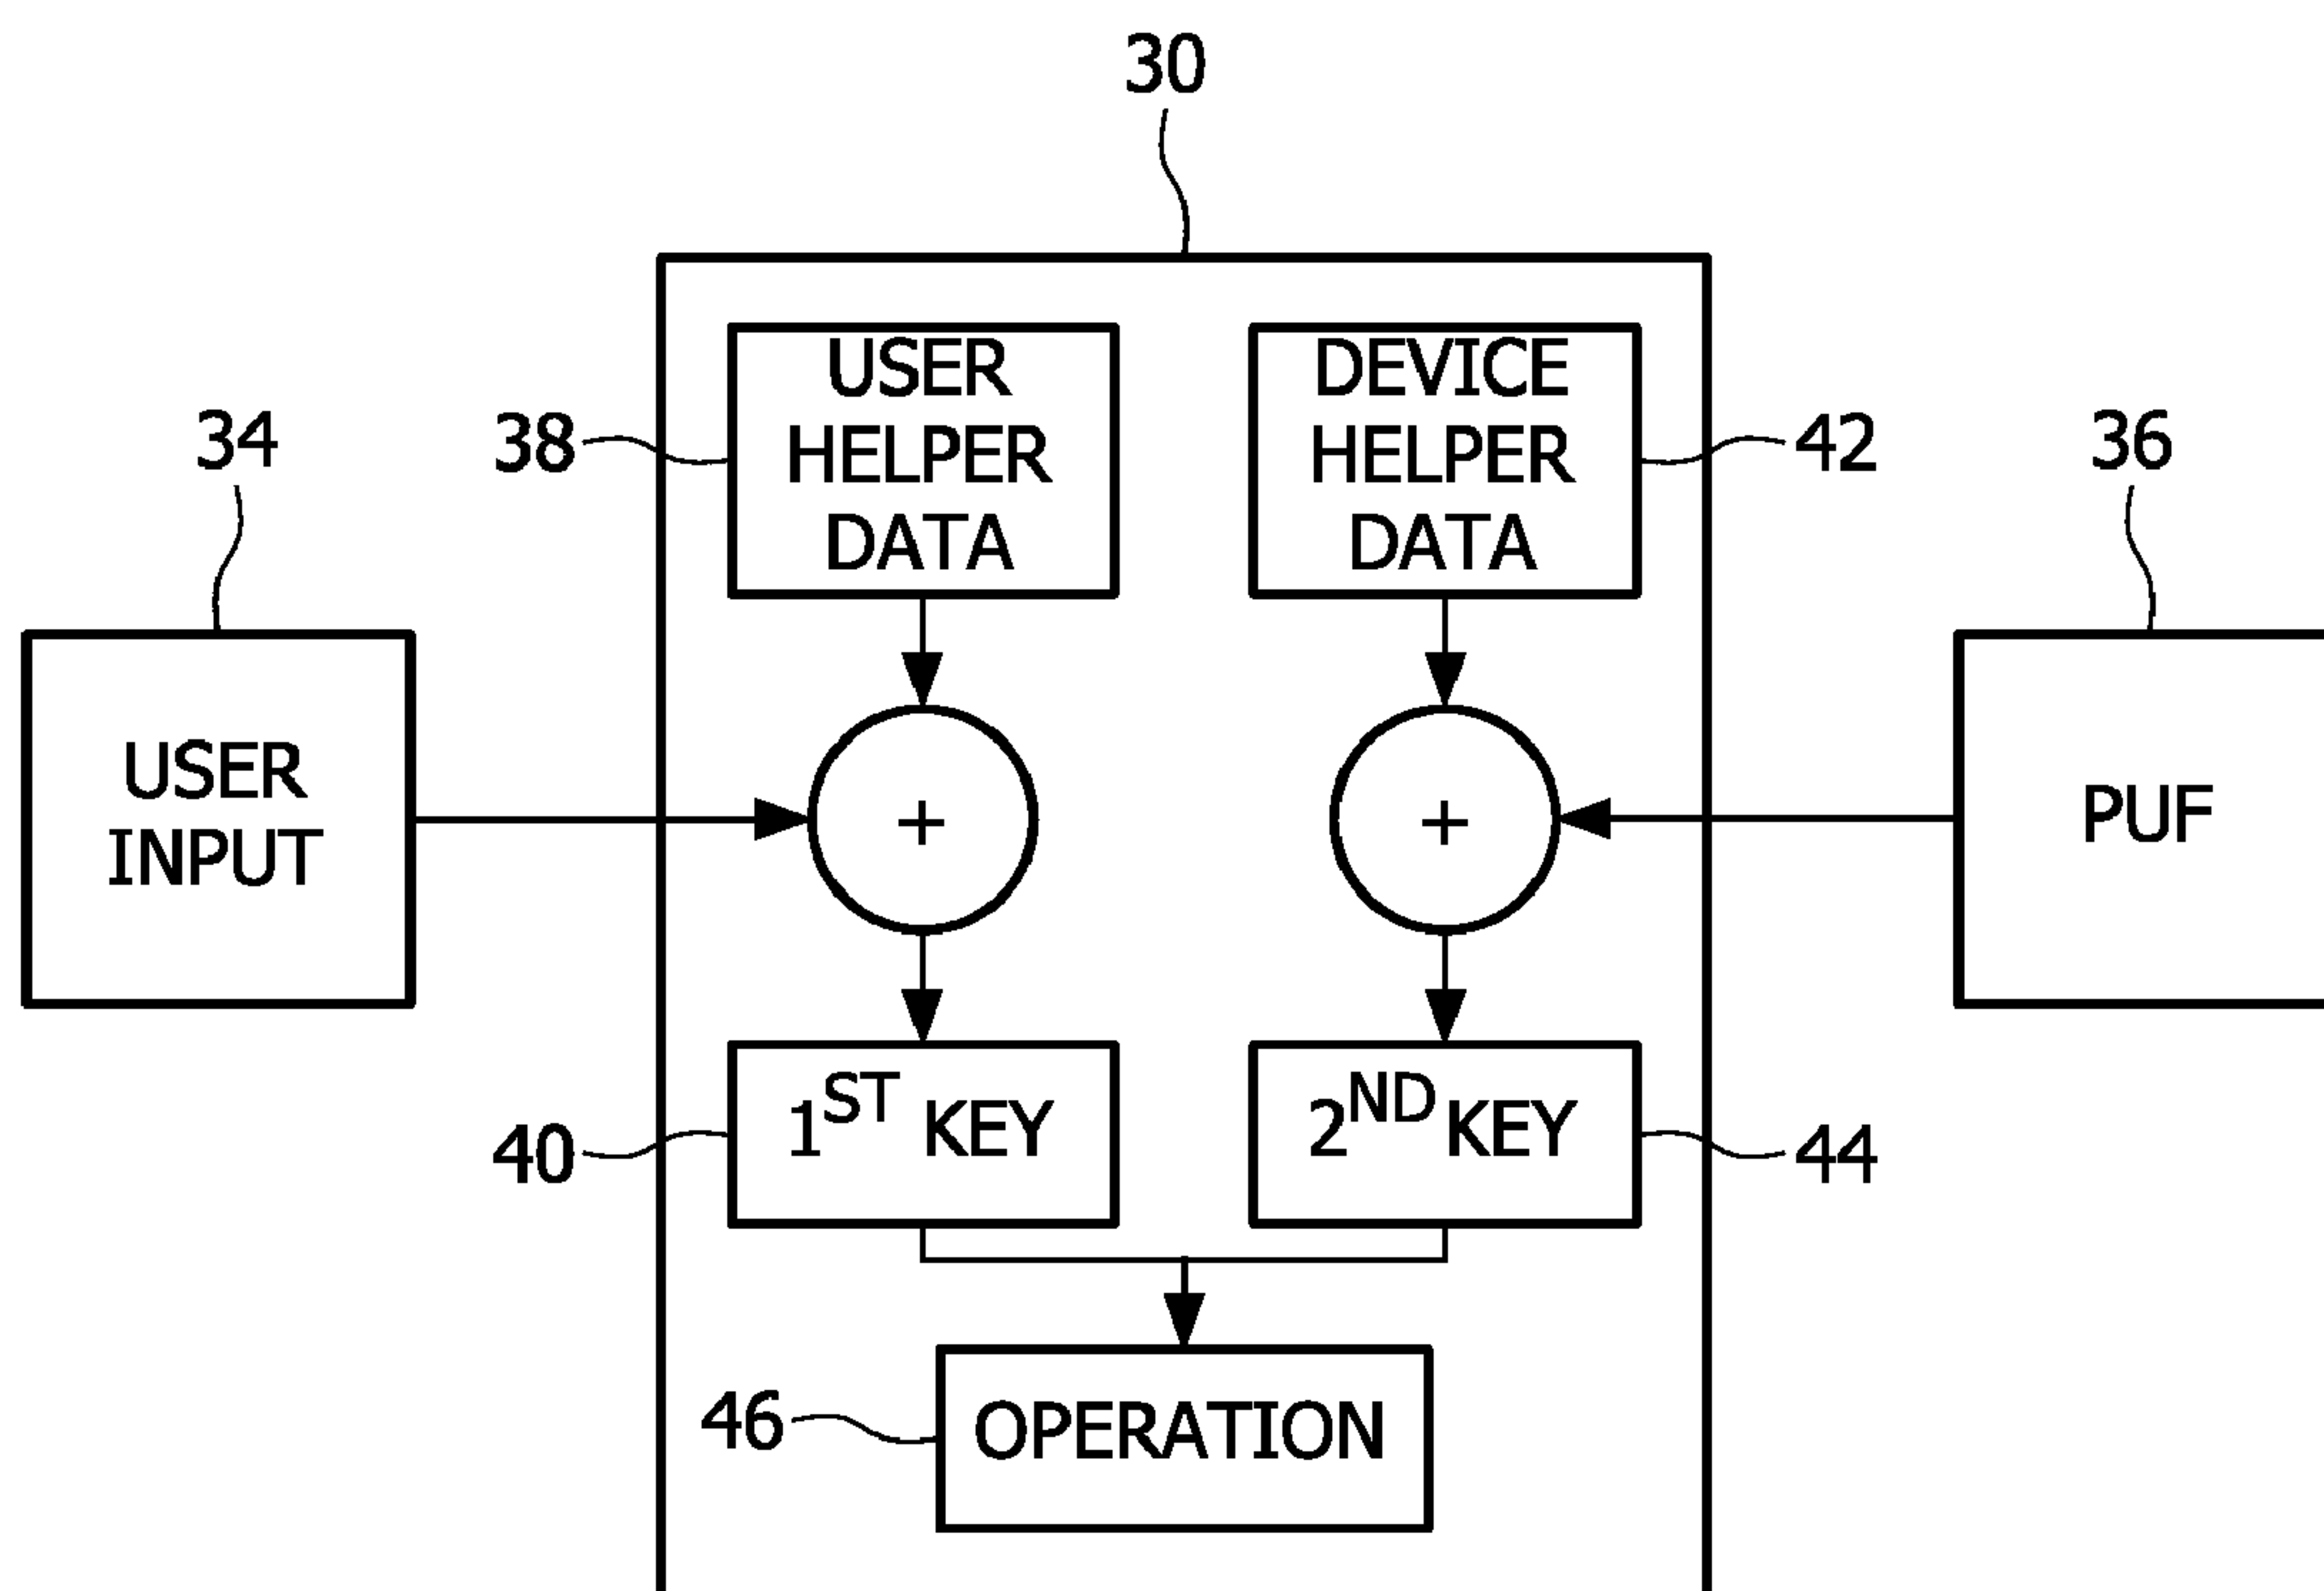 30
USER
HELPER
DATA
DEVICE
HELPER
DATA
34
38
42
36
USER
INPUT
+
+
PUF
1ST KEY
2ND KEY
40
44
46
OPERATION